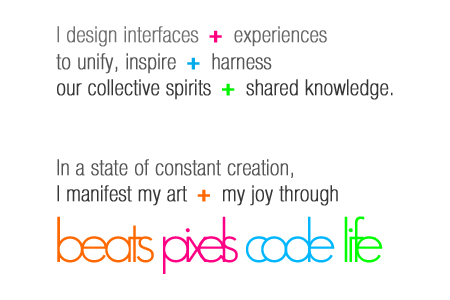 I design interfaces + experiences
to unify, inspire + harness
our collective spirits + shared knowledge.
In a state of constant creation,
I manifest my art + my joy through
beats pixels code life